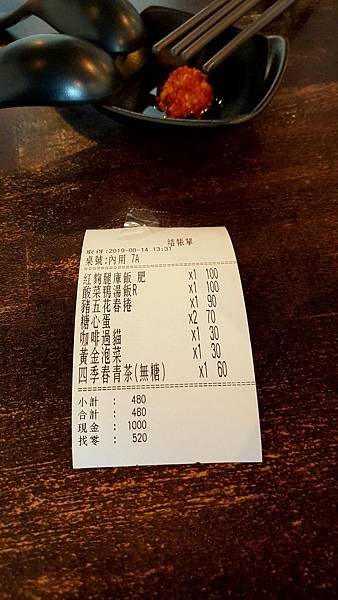 結帳單
取得:2019-08-14 13:31
桌號:內用 7A
紅麴腿庫飯 肥 x1 100
酸菜鴨湯飯R x1 100
豬五花春捲 x1 90
糖心蛋 x2 70
咖啡過貓 x1 30
黃金泡菜 x1 30
四季春青茶(無糖) x1 60
小計 : 480
合計 : 480
現金 : 1000
找零 : 520